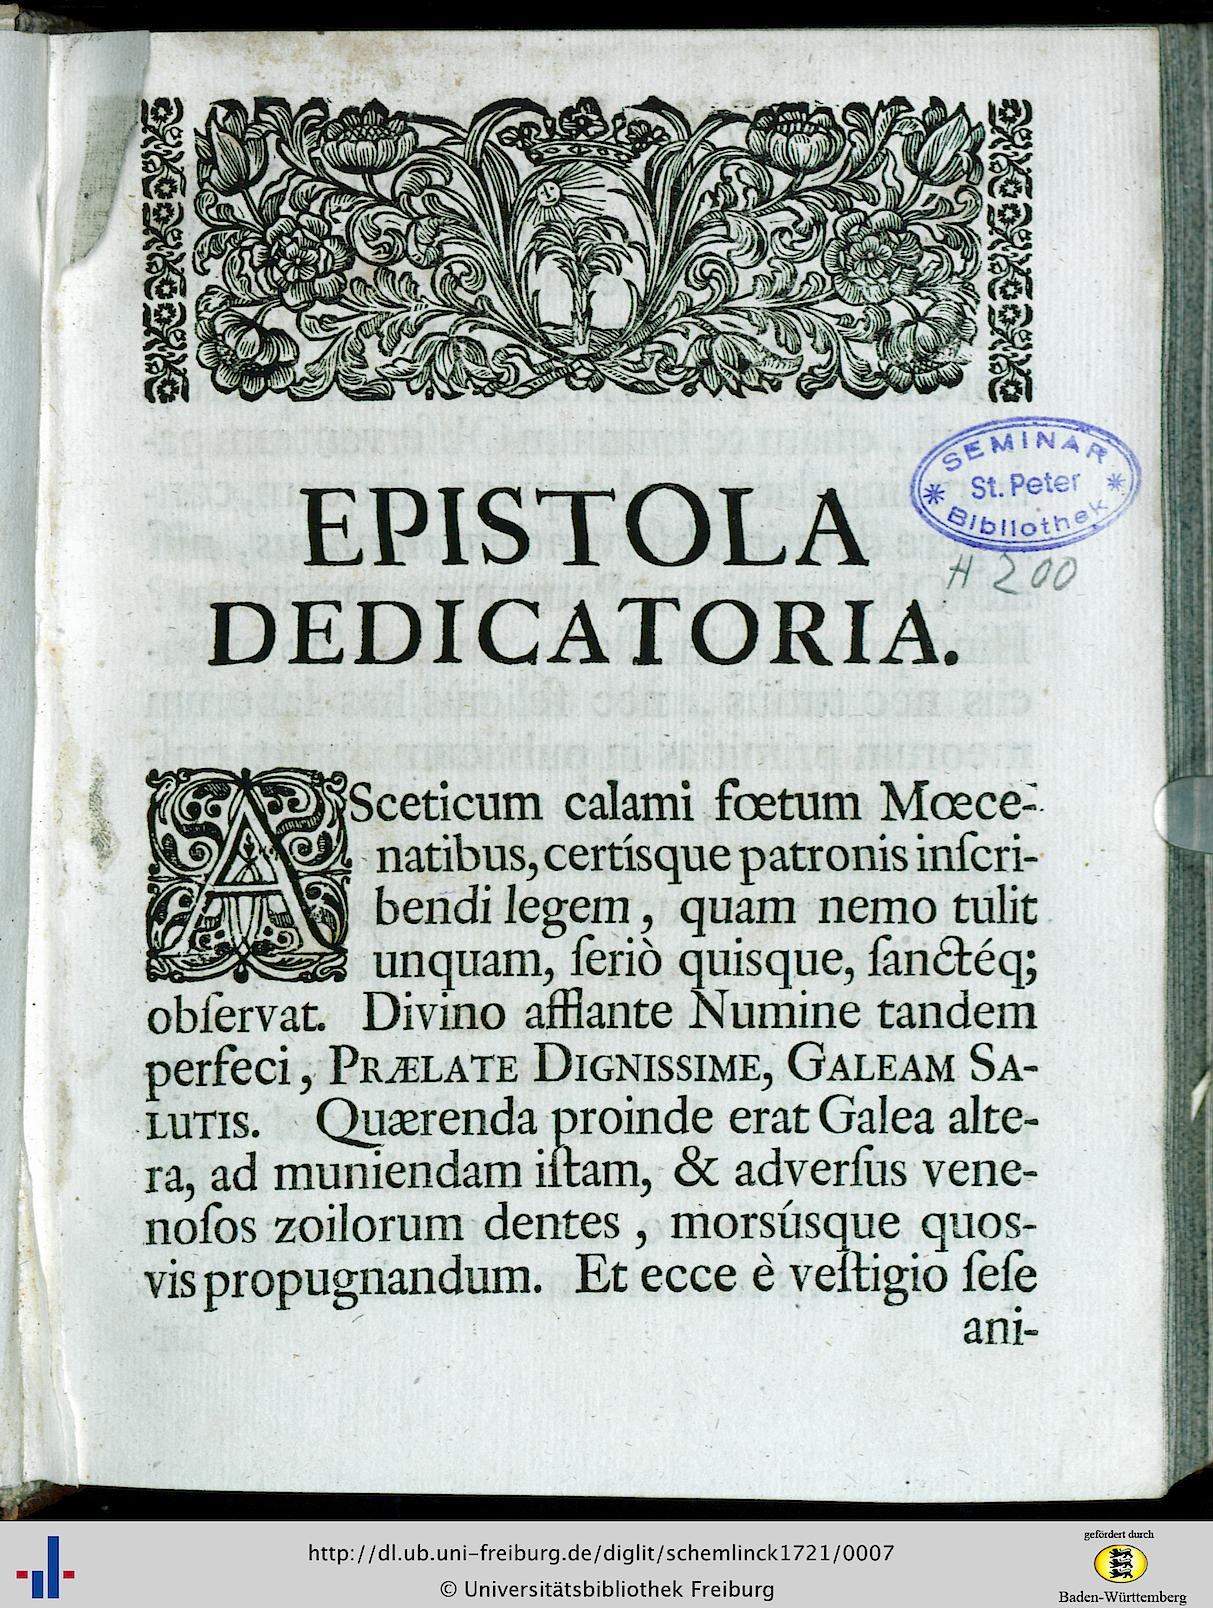 EPISTOLA
DEDICATORIA.
SEMINAR
St. Peter
Bibliothek
H 200
ASceticum calami fœtum Mœce-
natibus, certísque patronis inſcri-
bendi legem, quam nemo tulit
unquam, ſeriò quisque, ſanctéq;
obſervat. Divino afflante Numine tandem
perfeci, PRÆLATE DIGNISSIME, GALEAM SA-
LUTIS. Quærenda proinde erat Galea alte-
ra, ad muniendam iſtam, & adverſus vene-
noſos zoilorum dentes, morsúsque quos-
vis propugnandum. Et ecce è veſtigio ſeſe
ani-
http://dl.ub.uni-freiburg.de/diglit/schemlinck1721/0007
© Universitätsbibliothek Freiburg
gefördert durch
Baden-Württemberg